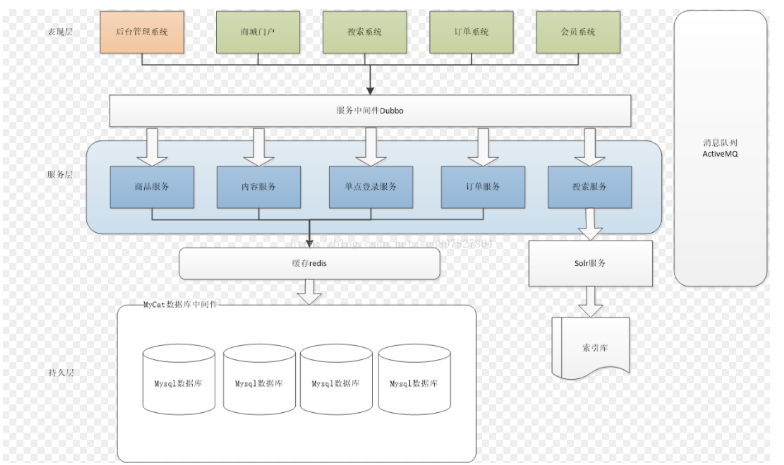 表现层
后台管理系统
商城门户
搜索系统
订单系统
会员系统
服务中间件Dubbo
消息队列
ActiveMQ
服务层
商品服务
内容服务
单点登录服务
订单服务
搜索服务
缓存redis
Solr服务
MyCat数据库中间件
索引库
持久层
Mysql数据库
Mysql数据库
Mysql数据库
Mysql数据库